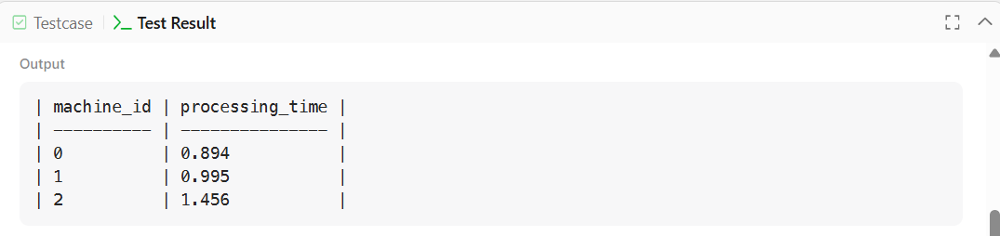 Testcase | >_ Test Result
Output
| machine_id | processing_time |
| ---------- | --------------- |
| 0          | 0.894           |
| 1          | 0.995           |
| 2          | 1.456           |